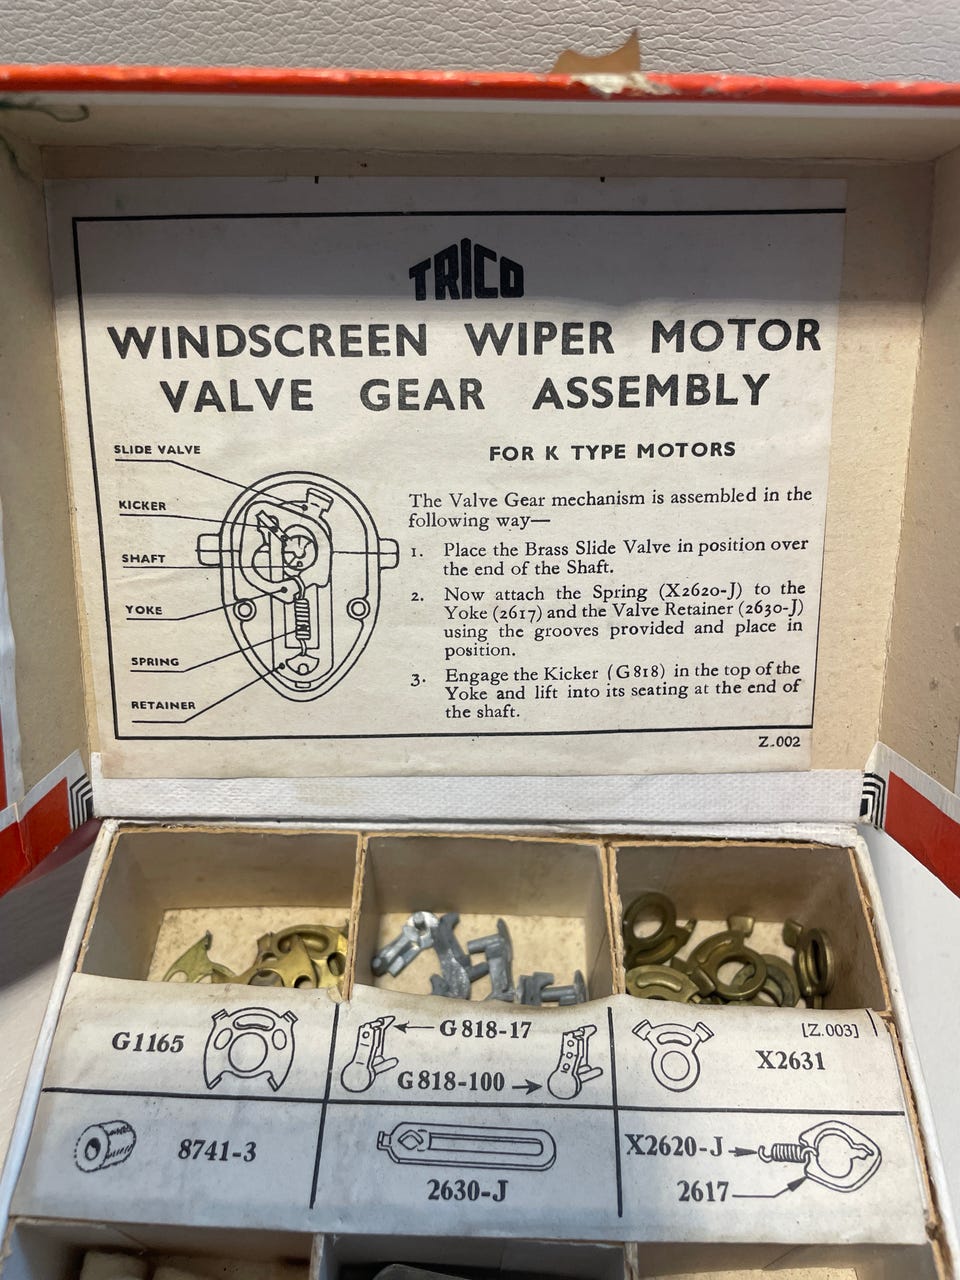 TRICO
WINDSCREEN WIPER MOTOR
VALVE GEAR ASSEMBLY
FOR K TYPE MOTORS
SLIDE VALVE
KICKER
SHAFT
YOKE
SPRING
RETAINER
The Valve Gear mechanism is assembled in the
following way—
1. Place the Brass Slide Valve in position over
the end of the Shaft.
2. Now attach the Spring (X2620-J) to the
Yoke (2617) and the Valve Retainer (2630-J)
using the grooves provided and place in
position.
3. Engage the Kicker (G818) in the top of the
Yoke and lift into its seating at the end of
the shaft.
Z.002
G1165
G818-17
G818-100
[Z.003]
X2631
8741-3
2630-J
X2620-J
2617